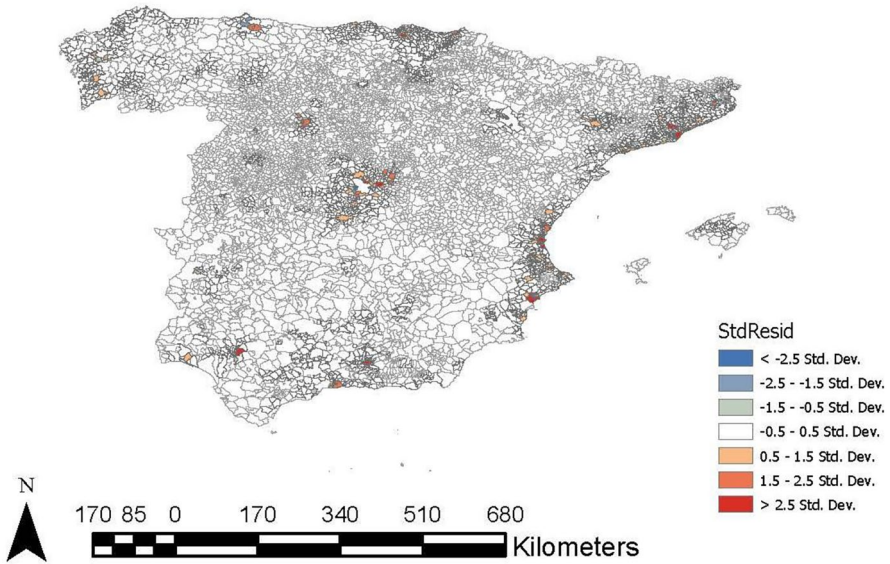 StdResid
< -2.5 Std. Dev.
-2.5 - -1.5 Std. Dev.
-1.5 - -0.5 Std. Dev.
-0.5 - 0.5 Std. Dev.
0.5 - 1.5 Std. Dev.
1.5 - 2.5 Std. Dev.
> 2.5 Std. Dev.
N
170 85 0 170 340 510 680
Kilometers